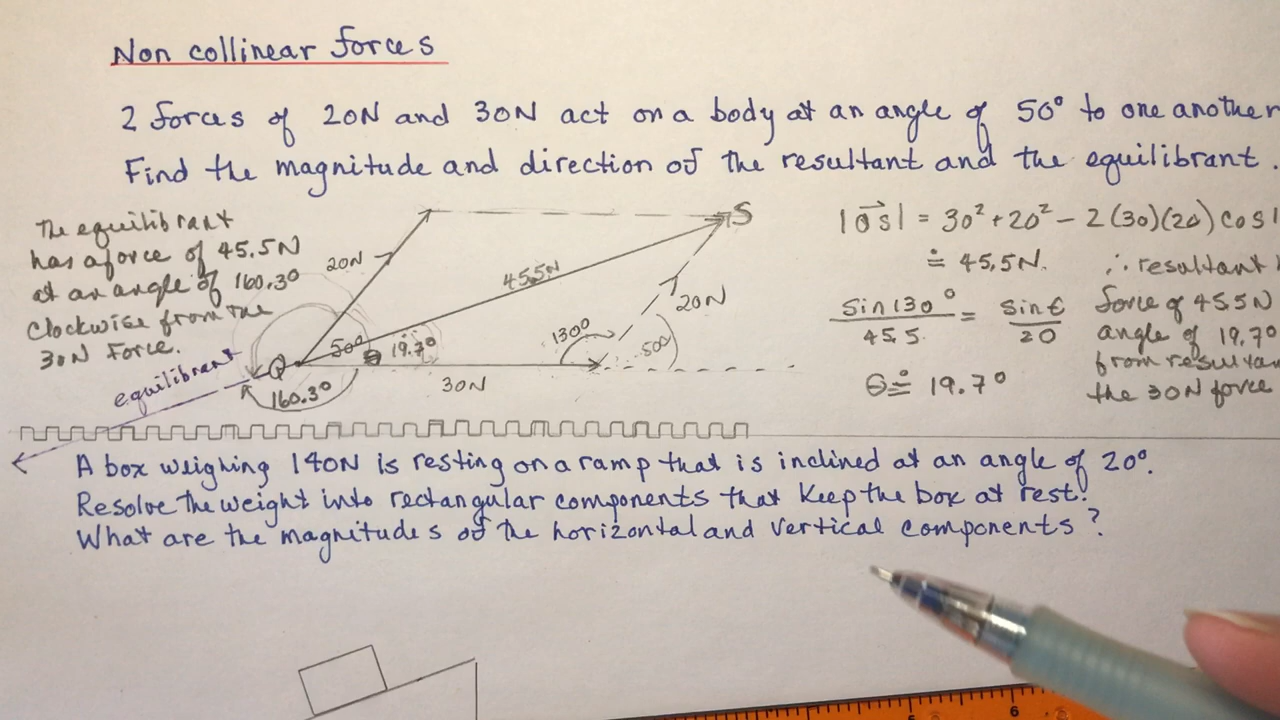 Non collinear forces
2 forces of 20N and 30N act on a body at an angle of 50° to one another
Find the magnitude and direction of the resultant and the equilibrant.
The equilibrant
has a force of 45.5N
at an angle of 160.3°
clockwise from the
30N force.
20N
45.5N
S
20N
50°
θ
19.7°
130°
50°
O
30N
160.3°
equilibrant
|OS| = 30² + 20² - 2(30)(20) cos 1
≐ 45.5N.
∴ resultant
sin 130° / 45.5 = sin θ / 20
θ ≐ 19.7°
force of 45.5N
angle of 19.7°
from resultan
the 30N force
A box weighing 140N is resting on a ramp that is inclined at an angle of 20°.
Resolve the weight into rectangular components that keep the box at rest.
What are the magnitudes of the horizontal and vertical components?
6